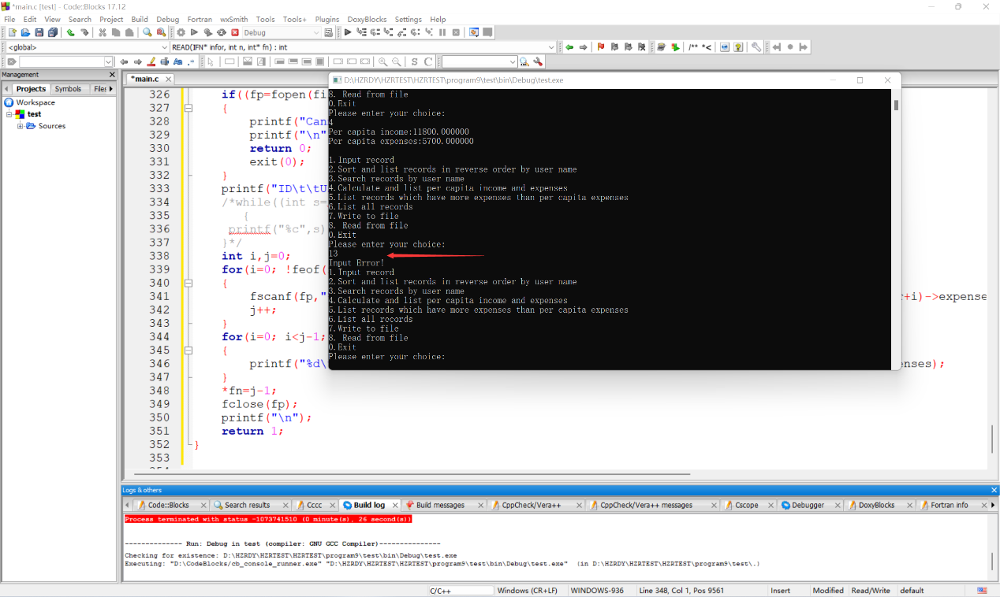 *main.c [test] - Code::Blocks 17.12
File Edit View Search Project Build Debug Fortran wxSmith Tools Tools+ Plugins DoxyBlocks Settings Help
Debug
<global>
READ(IFN* infor, int n, int* fn) : int
/** *<
Aa .*
S C
Management
Projects Symbols Files
Workspace
test
Sources
*main.c
326 if((fp=fopen(fi
327 {
328 printf("Can
329 printf("\n"
330 return 0;
331 exit(0);
332 }
333 printf("ID\t\tU
334 /*while((int s=
335 {
336 printf("%c",s)
337 }*/
338 int i,j=0;
339 for(i=0; !feof(
340 {
341 fscanf(fp," r+i)->expense
342 j++;
343 }
344 for(i=0; i<j-1;
345 {
346 printf("%d\ enses);
347 }
348 *fn=j-1;
349 fclose(fp);
350 printf("\n");
351 return 1;
352 }
353
D:\HZRDY\HZRTEST\HZRTEST\program9\test\bin\Debug\test.exe
8. Read from file
0.Exit
Please enter your choice:
4
Per capita income:11800.000000
Per capita expenses:5700.000000
1.Input record
2.Sort and list records in reverse order by user name
3.Search records by user name
4.Calculate and list per capita income and expenses
5.List records which have more expenses than per capita expenses
6.List all records
7.Write to file
8. Read from file
0.Exit
Please enter your choice:
13
Input Error!
1.Input record
2.Sort and list records in reverse order by user name
3.Search records by user name
4.Calculate and list per capita income and expenses
5.List records which have more expenses than per capita expenses
6.List all records
7.Write to file
8. Read from file
0.Exit
Please enter your choice:
Logs & others
Code::Blocks Search results Cccc Build log Build messages CppCheck/Vera++ CppCheck/Vera++ messages Cscope Debugger DoxyBlocks Fortran info
Process terminated with status -1073741510 (0 minute(s), 26 second(s))
-------------- Run: Debug in test (compiler: GNU GCC Compiler)---------------
Checking for existence: D:\HZRDY\HZRTEST\HZRTEST\program9\test\bin\Debug\test.exe
Executing: "D:\CodeBlocks/cb_console_runner.exe" "D:\HZRDY\HZRTEST\HZRTEST\program9\test\bin\Debug\test.exe" (in D:\HZRDY\HZRTEST\HZRTEST\program9\test\.)
C/C++ Windows (CR+LF) WINDOWS-936 Line 348, Col 1, Pos 9561 Insert Modified Read/Write default